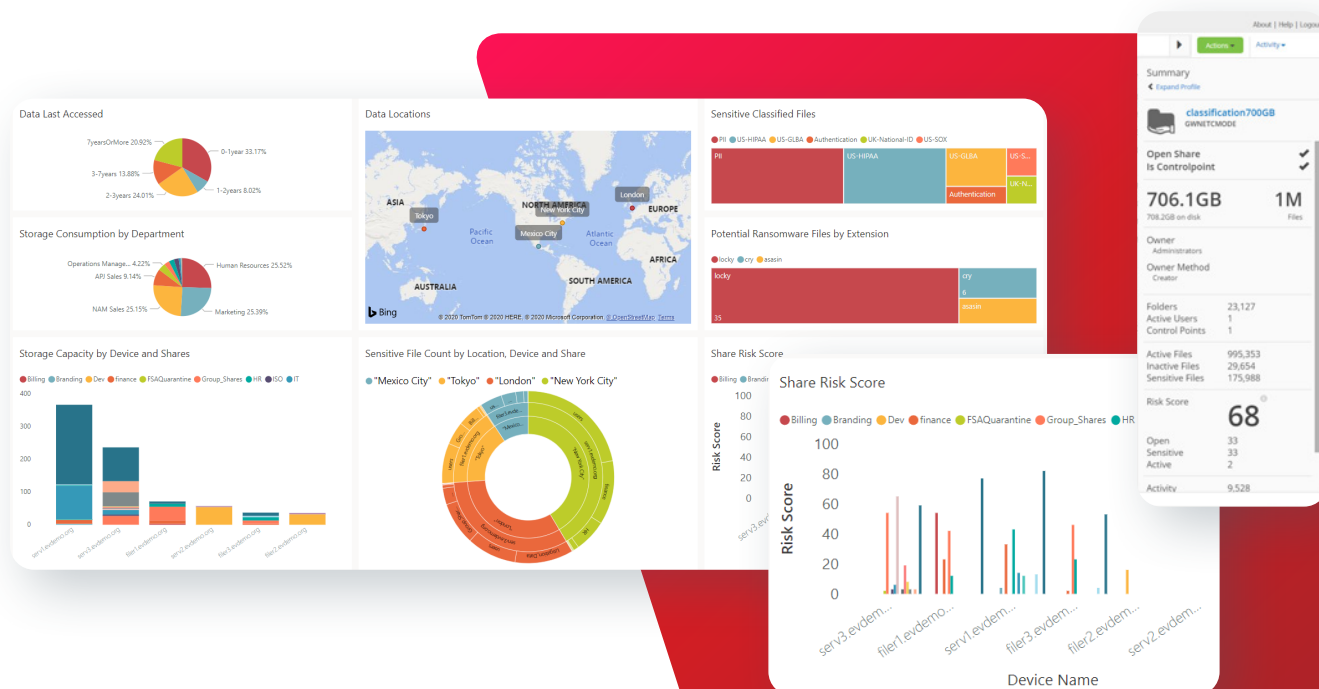 Data Last Accessed
7yearsOrMore 20.92%
0-1year 33.17%
3-7years 13.88%
1-2years 8.02%
2-3years 24.01%
Data Locations
ASIA
NORTH AMERICA
EUROPE
London
Tokyo
New York City
Mexico City
Pacific
Ocean
Atlantic
Ocean
AFRICA
SOUTH AMERICA
AUSTRALIA
Bing
© 2020 TomTom © 2020 HERE, © 2020 Microsoft Corporation, © OpenStreetMap Terms
Sensitive Classified Files
PII US-HIPAA US-GLBA Authentication UK-National-ID US-SOX
PII
US-HIPAA
US-GLBA
US-S...
Authentication
UK-N...
Storage Consumption by Department
Operations Manage... 4.22%
Human Resources 25.52%
APJ Sales 9.14%
NAM Sales 25.15%
Marketing 25.39%
Potential Ransomware Files by Extension
locky cry asasin
locky
35
cry
6
asasin
Storage Capacity by Device and Shares
Billing Branding Dev finance FSAQuarantine Group_Shares HR ISO IT
400
300
200
100
0
serv1.evdemo.org
serv3.evdemo.org
filer1.evdemo.org
serv2.evdemo.org
filer3.evdemo.org
filer2.evdemo.org
Sensitive File Count by Location, Device and Share
"Mexico City" "Tokyo" "London" "New York City"
Share Risk Score
Billing
100
80
60
40
20
0
Risk Score
Share Risk Score
Billing Branding Dev finance FSAQuarantine Group_Shares HR
100
80
60
40
20
0
Risk Score
serv3.evdem...
filer1.evdemo...
serv1.evdem...
filer3.evdem...
filer2.evdem...
serv2.evdem...
Device Name
About | Help | Logou
Actions
Activity
Summary
Expand Profile
classification700GB
GWNETCMODE
Open Share
Is Controlpoint
706.1GB
708.2GB on disk
1M
Files
Owner
Administrators
Owner Method
Creator
Folders 23,127
Active Users 1
Control Points 1
Active Files 995,353
Inactive Files 29,654
Sensitive Files 175,988
Risk Score
68
Open 33
Sensitive 33
Active 2
Activity 9,528